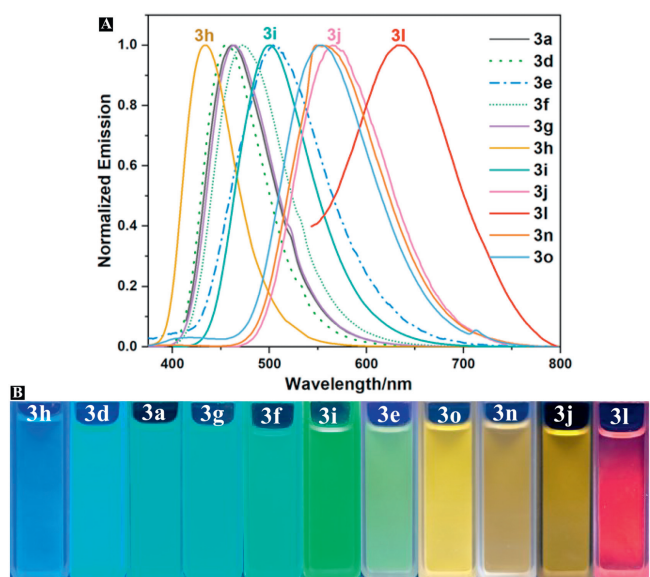 A
3h 3i 3j 3l
Normalized Emission
1.0
0.8
0.6
0.4
0.2
0.0
400 500 600 700 800
Wavelength/nm
3a
3d
3e
3f
3g
3h
3i
3j
3l
3n
3o
B
3h 3d 3a 3g 3f 3i 3e 3o 3n 3j 3l